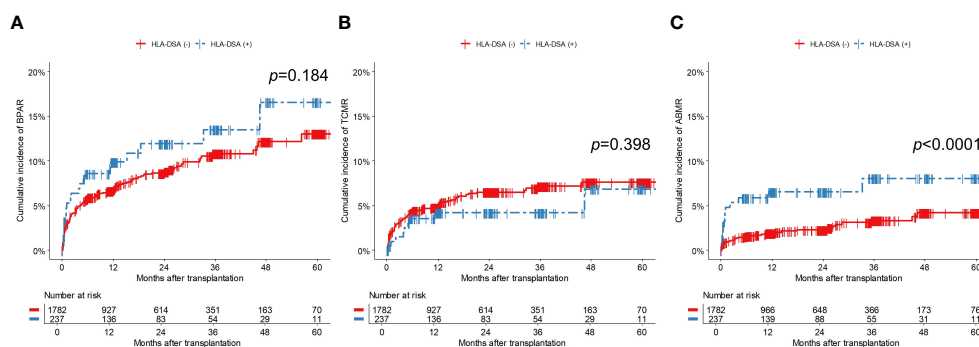 A
HLA-DSA (-) HLA-DSA (+)
p=0.184
20%
15%
10%
5%
0%
Cumulative incidence of BPAR
0 12 24 36 48 60
Months after transplantation
Number at risk
1782 927 614 351 163 70
237 136 83 54 29 11
0 12 24 36 48 60
Months after transplantation
B
HLA-DSA (-) HLA-DSA (+)
p=0.398
20%
15%
10%
5%
0%
Cumulative incidence of TCMR
0 12 24 36 48 60
Months after transplantation
Number at risk
1782 927 614 351 163 70
237 136 83 54 29 11
0 12 24 36 48 60
Months after transplantation
C
HLA-DSA (-) HLA-DSA (+)
p<0.0001
20%
15%
10%
5%
0%
Cumulative incidence of ABMR
0 12 24 36 48 60
Months after transplantation
Number at risk
1782 966 648 366 173 76
237 139 88 55 31 11
0 12 24 36 48 60
Months after transplantation